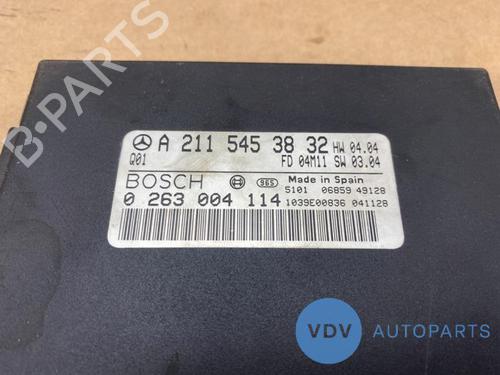 A 211 545 38 32 HW 04.04
Q01 FD 04M11 SW 03.04
BOSCH 965 Made in Spain
5101 06859 49128
0 263 004 114 1039E00836 041128
VDV AUTOPARTS
B-PARTS